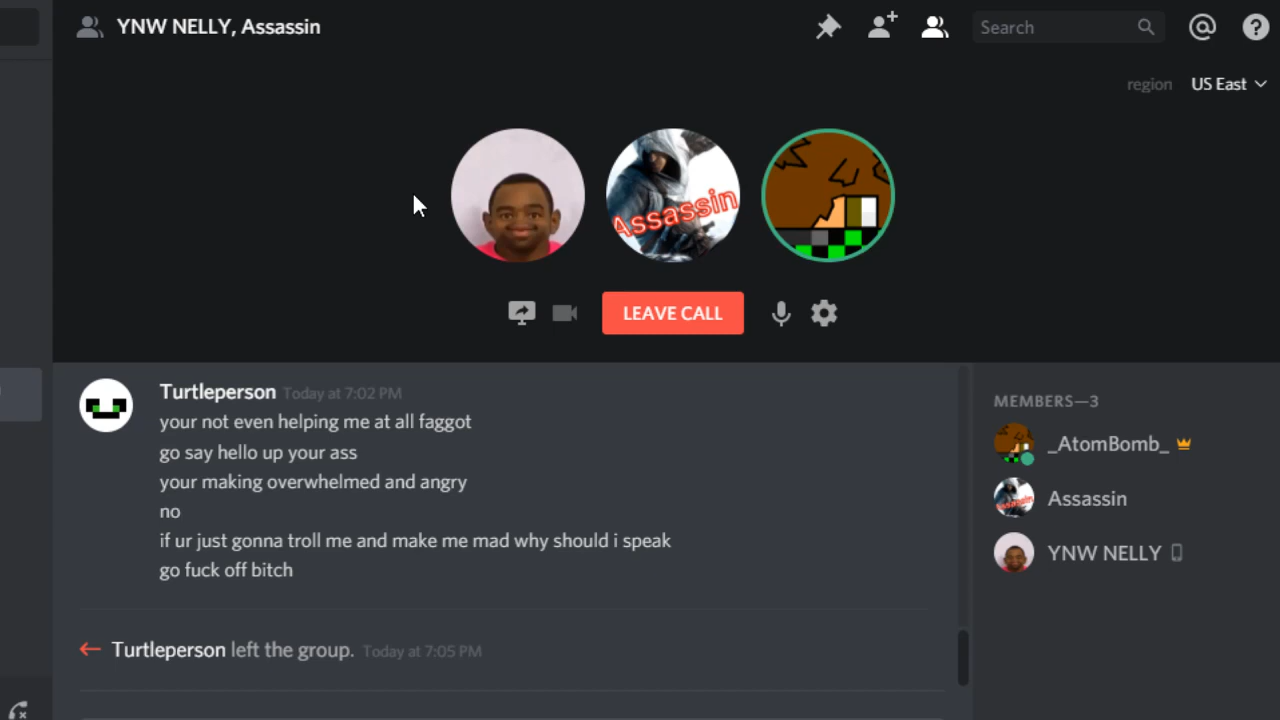 YNW NELLY, Assassin
Search
region US East
Assassin
LEAVE CALL
Turtleperson Today at 7:02 PM
your not even helping me at all faggot
go say hello up your ass
your making overwhelmed and angry
no
if ur just gonna troll me and make me mad why should i speak
go fuck off bitch
Turtleperson left the group. Today at 7:05 PM
MEMBERS—3
_AtomBomb_
Assassin
YNW NELLY